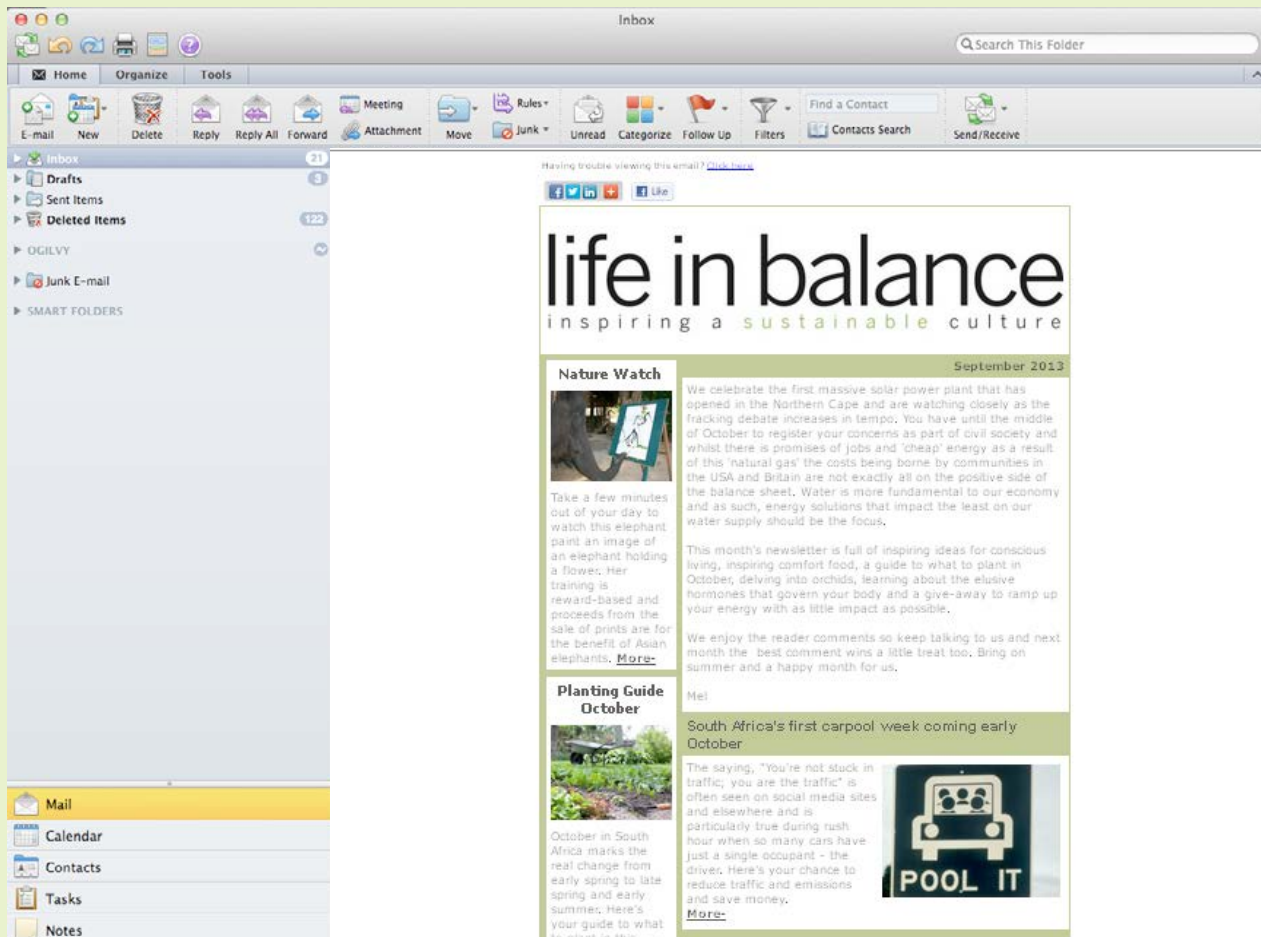 Inbox
Search This Folder
Home Organize Tools
E-mail New Delete Reply Reply All Forward Meeting Attachment Move Rules Junk Unread Categorize Follow Up Filters Find a Contact Contacts Search Send/Receive
Inbox 21
Drafts 3
Sent Items
Deleted Items 122
OGILVY
Junk E-mail
SMART FOLDERS
Mail
Calendar
Contacts
Tasks
Notes
Having trouble viewing this email? Click here
Like
life in balance
inspiring a sustainable culture
Nature Watch
Take a few minutes
out of your day to
watch this elephant
paint an image of
an elephant holding
a flower. Her
training is
reward-based and
proceeds from the
sale of prints are for
the benefit of Asian
elephants. More-
Planting Guide
October
October in South
Africa marks the
real change from
early spring to late
spring and early
summer. Here's
your guide to what
to plant in this
September 2013
We celebrate the first massive solar power plant that has
opened in the Northern Cape and are watching closely as the
fracking debate increases in tempo. You have until the middle
of October to register your concerns as part of civil society and
whilst there is promises of jobs and 'cheap' energy as a result
of this 'natural gas' the costs being borne by communities in
the USA and Britain are not exactly all on the positive side of
the balance sheet. Water is more fundamental to our economy
and as such, energy solutions that impact the least on our
water supply should be the focus.
This month's newsletter is full of inspiring ideas for conscious
living, inspiring comfort food, a guide to what to plant in
October, delving into orchids, learning about the elusive
hormones that govern your body and a give-away to ramp up
your energy with as little impact as possible.
We enjoy the reader comments so keep talking to us and next
month the best comment wins a little treat too. Bring on
summer and a happy month for us.
Mel
South Africa's first carpool week coming early
October
The saying, "You're not stuck in
traffic; you are the traffic" is
often seen on social media sites
and elsewhere and is
particularly true during rush
hour when so many cars have
just a single occupant - the
driver. Here's your chance to
reduce traffic and emissions
and save money.
More-
POOL IT